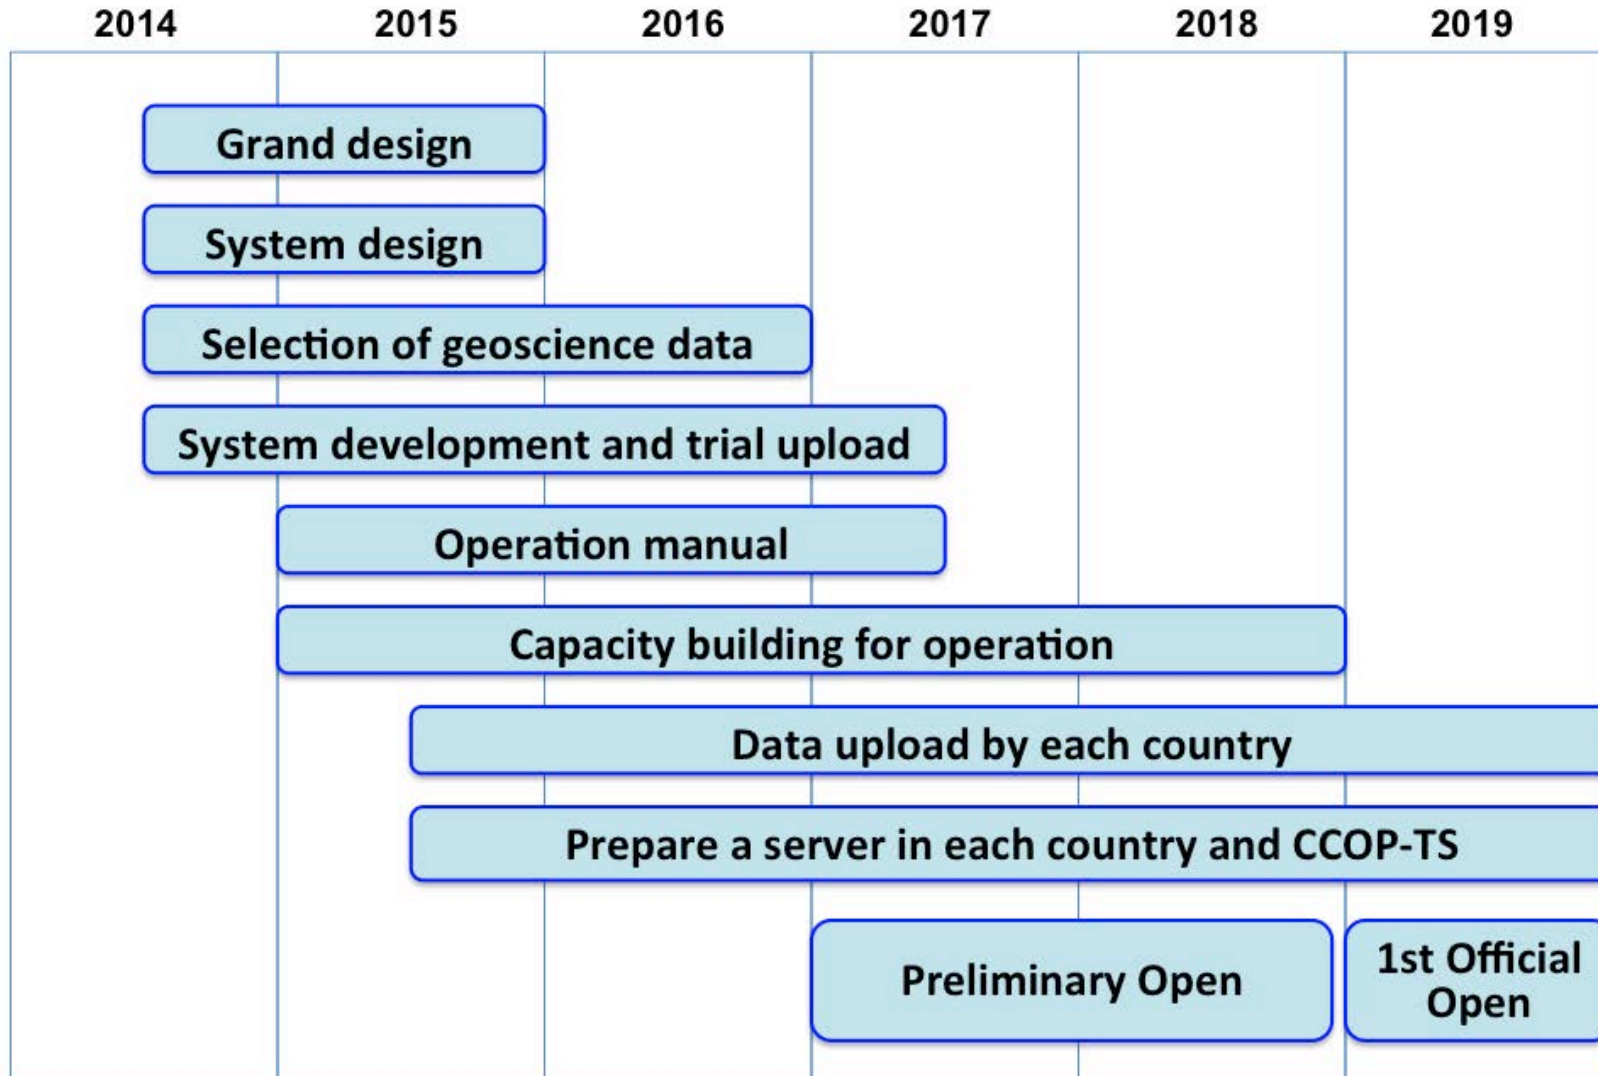 2014 2015 2016 2017 2018 2019
Grand design
System design
Selection of geoscience data
System development and trial upload
Operation manual
Capacity building for operation
Data upload by each country
Prepare a server in each country and CCOP-TS
Preliminary Open
1st Official
Open